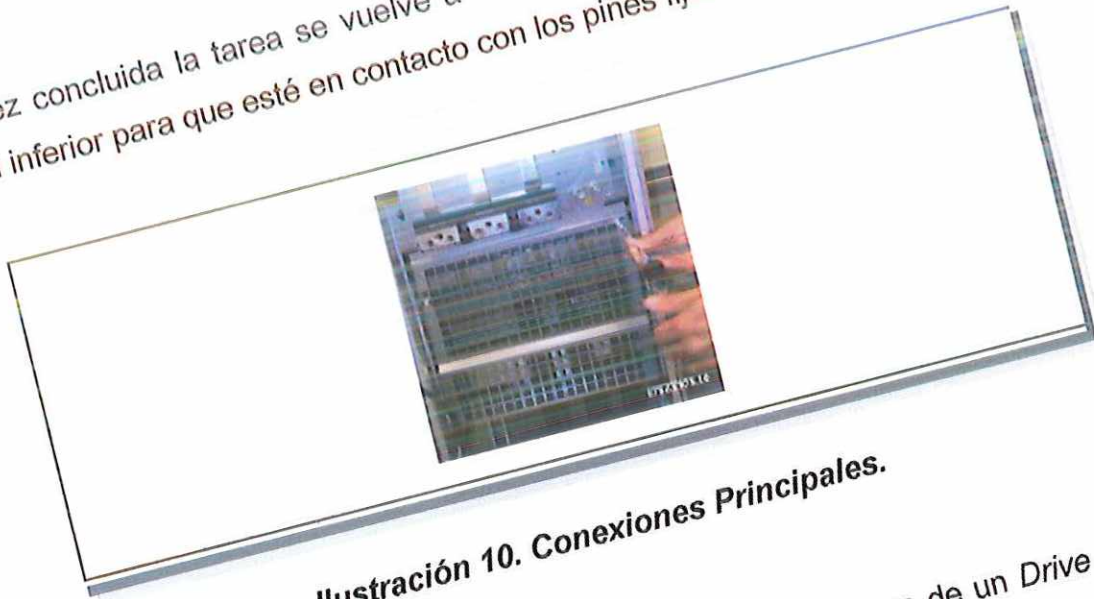 concluida la tarea se vuelve
inferior para que esté en contacto con los pines
Ilustración 10. Conexiones Principales.
de un Drive